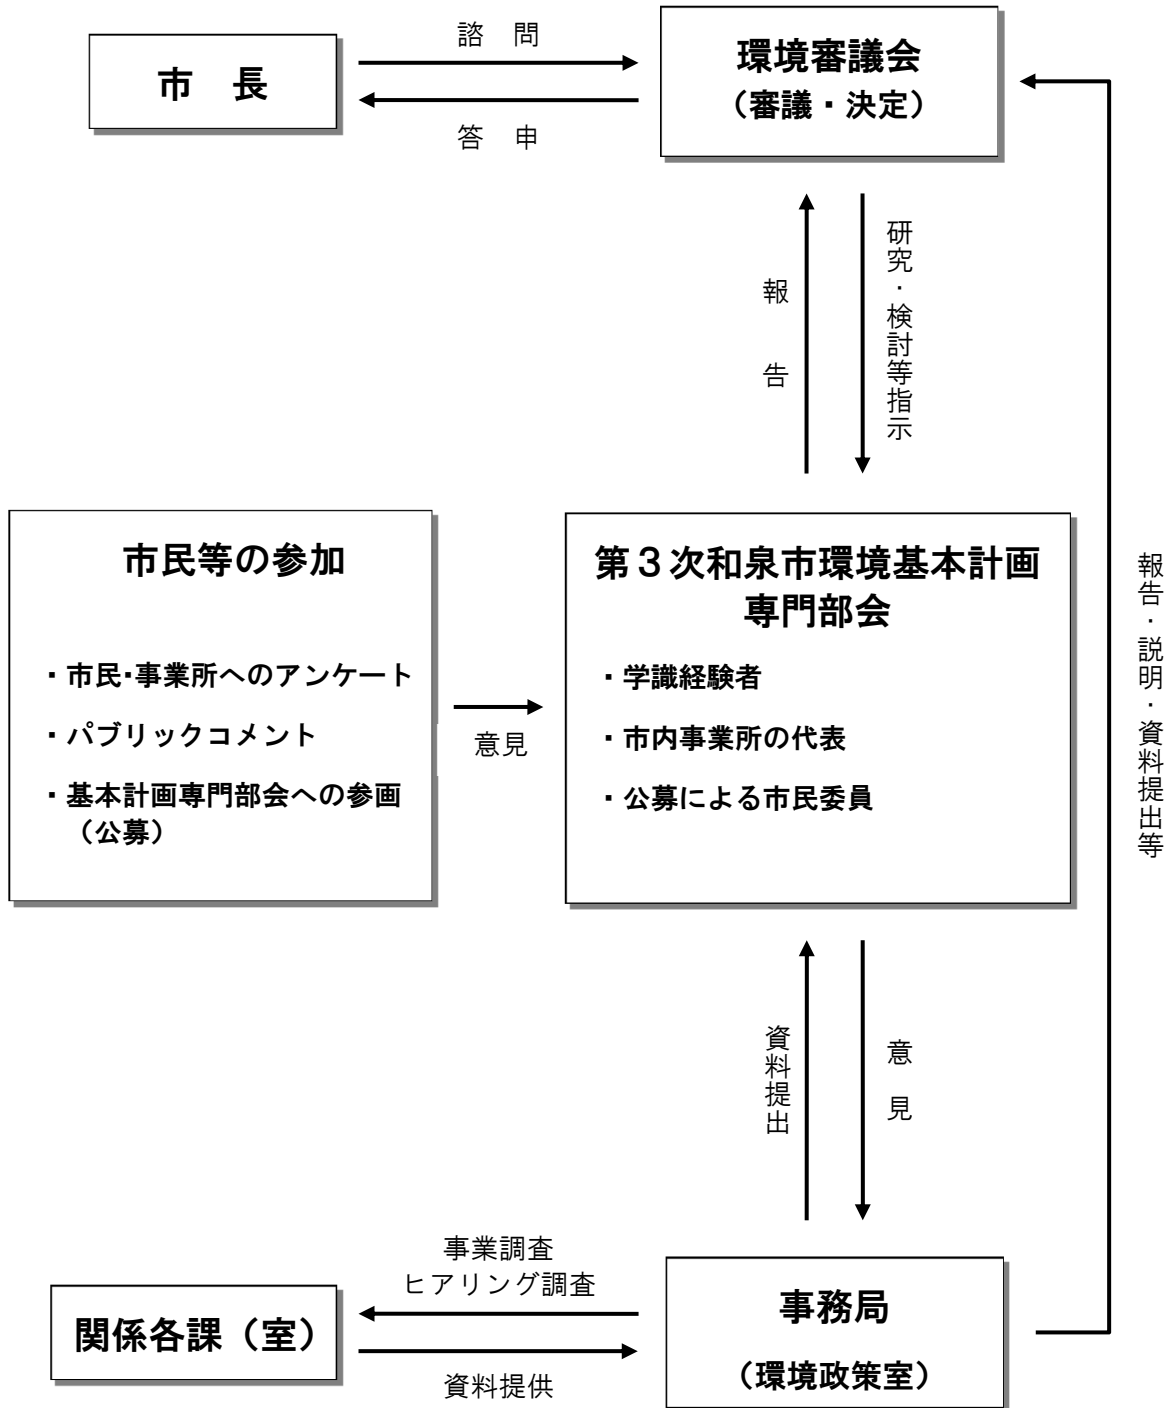 市　長
諮　問
答　申
環境審議会
（審議・決定）
報　告
研究・検討等指示
市民等の参加
・市民・事業所へのアンケート
・パブリックコメント
・基本計画専門部会への参画
（公募）
意見
第３次和泉市環境基本計画
専門部会
・学識経験者
・市内事業所の代表
・公募による市民委員
報告・説明・資料提出等
資料提出
意　見
事業調査
ヒアリング調査
関係各課（室）
資料提供
事務局
（環境政策室）